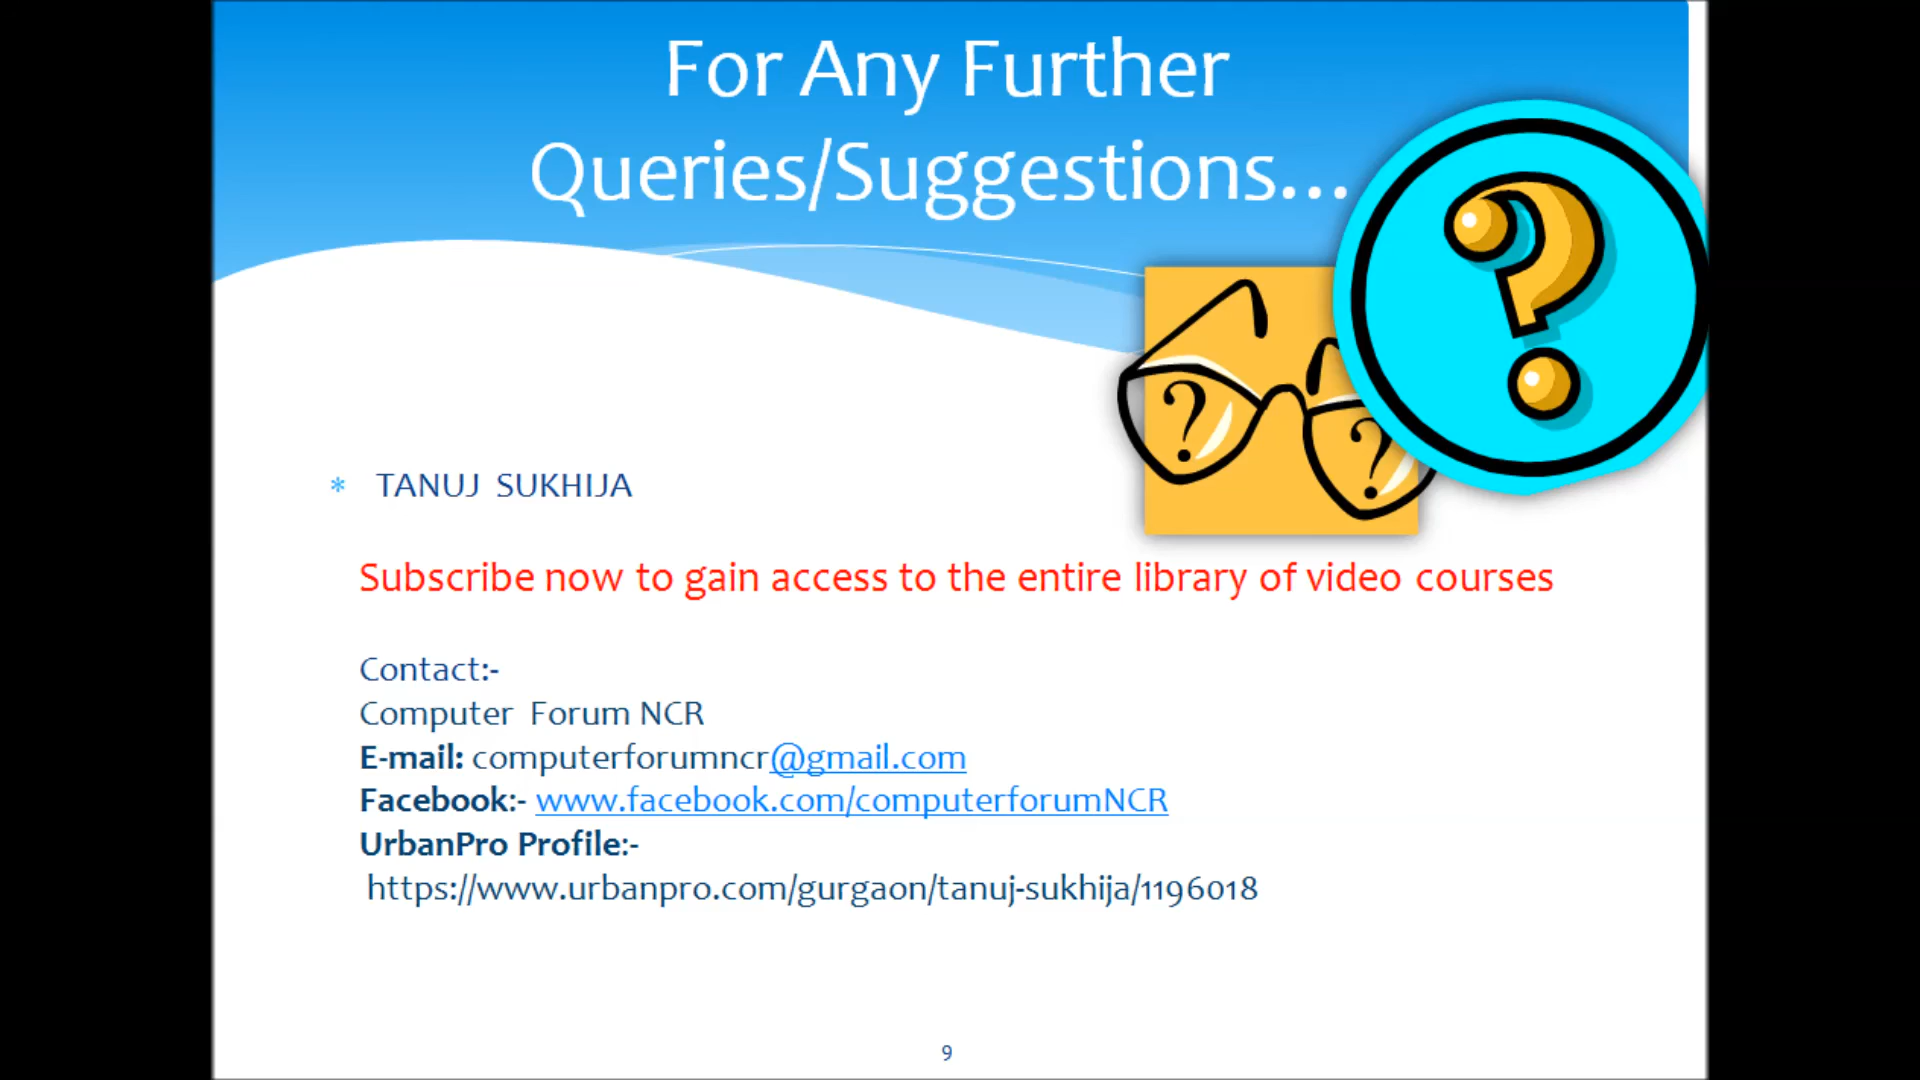 For Any Further
Queries/Suggestions...
? ? ?
* TANUJ SUKHIJA
Subscribe now to gain access to the entire library of video courses
Contact:-
Computer Forum NCR
E-mail: computerforumncr@gmail.com
Facebook:- www.facebook.com/computerforumNCR
UrbanPro Profile:-
https://www.urbanpro.com/gurgaon/tanuj-sukhija/1196018
9